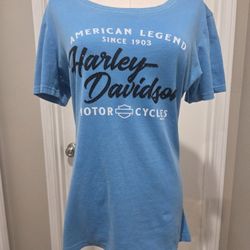 AMERICAN LEGEND
SINCE 1903
Harley-
Davidson
MOTOR CYCLES